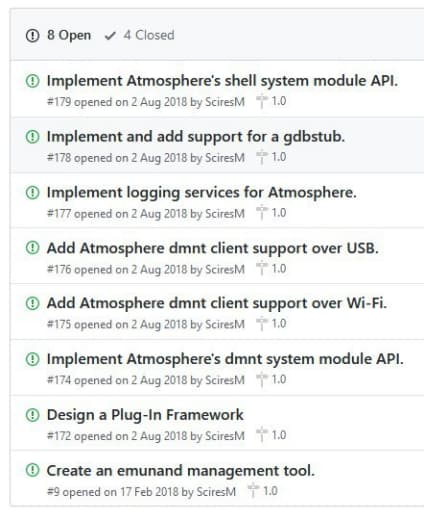 8 Open 4 Closed
Implement Atmosphere's shell system module API.
#179 opened on 2 Aug 2018 by SciresM 1.0
Implement and add support for a gdbstub.
#178 opened on 2 Aug 2018 by SciresM 1.0
Implement logging services for Atmosphere.
#177 opened on 2 Aug 2018 by SciresM 1.0
Add Atmosphere dmnt client support over USB.
#176 opened on 2 Aug 2018 by SciresM 1.0
Add Atmosphere dmnt client support over Wi-Fi.
#175 opened on 2 Aug 2018 by SciresM 1.0
Implement Atmosphere's dmnt system module API.
#174 opened on 2 Aug 2018 by SciresM 1.0
Design a Plug-In Framework
#172 opened on 2 Aug 2018 by SciresM 1.0
Create an emunand management tool.
#9 opened on 17 Feb 2018 by SciresM 1.0